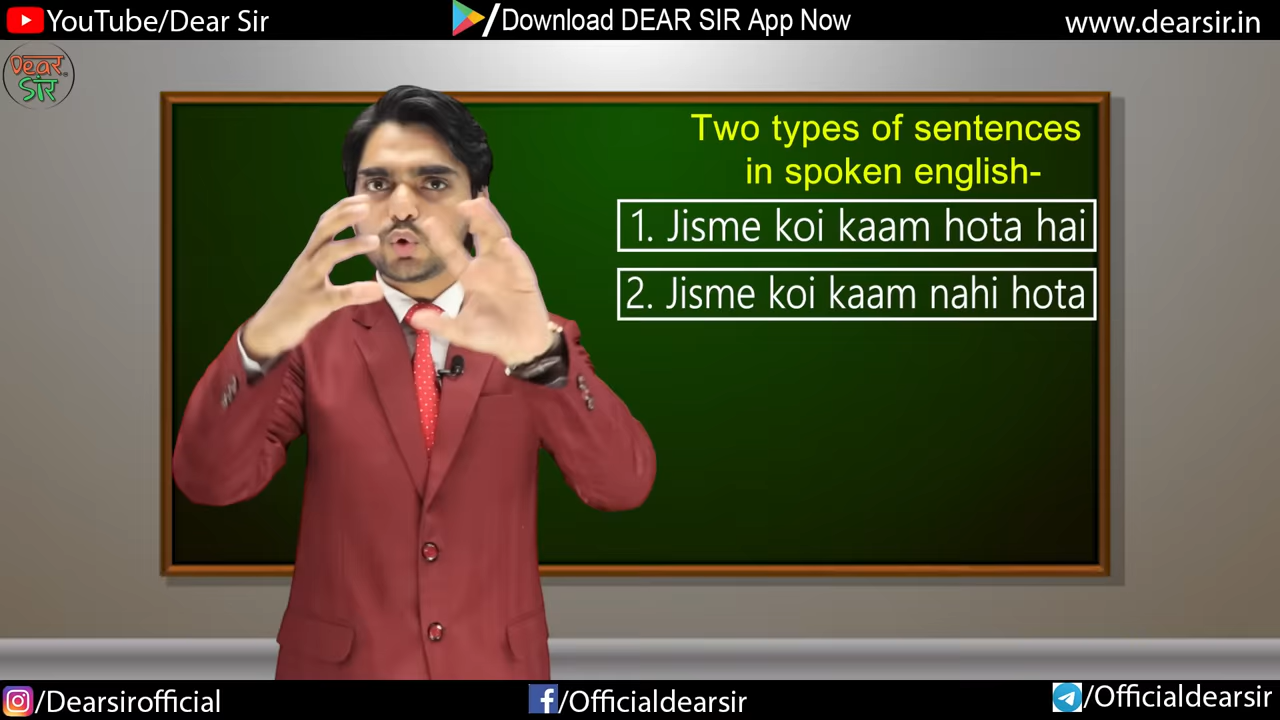 YouTube/Dear Sir
/Download DEAR SIR App Now
www.dearsir.in
Dear
सर
Two types of sentences
in spoken english-
1. Jisme koi kaam hota hai
2. Jisme koi kaam nahi hota
/Dearsirofficial
/Officialdearsir
/Officialdearsir